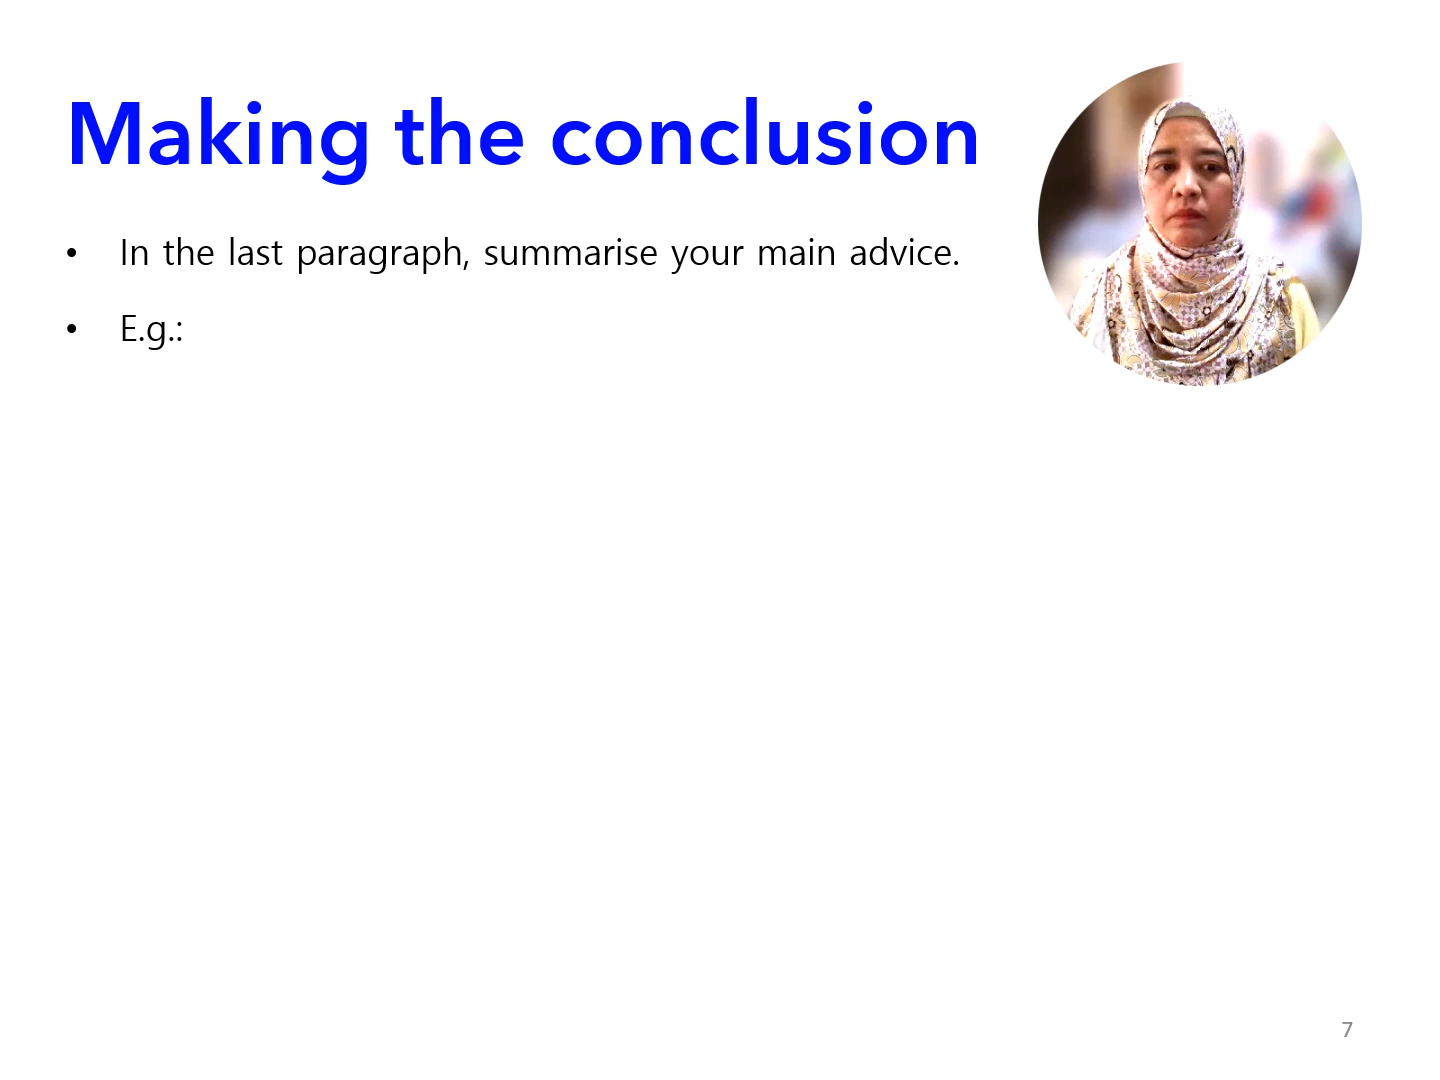 Making the conclusion
• In the last paragraph, summarise your main advice.
• E.g.:
7